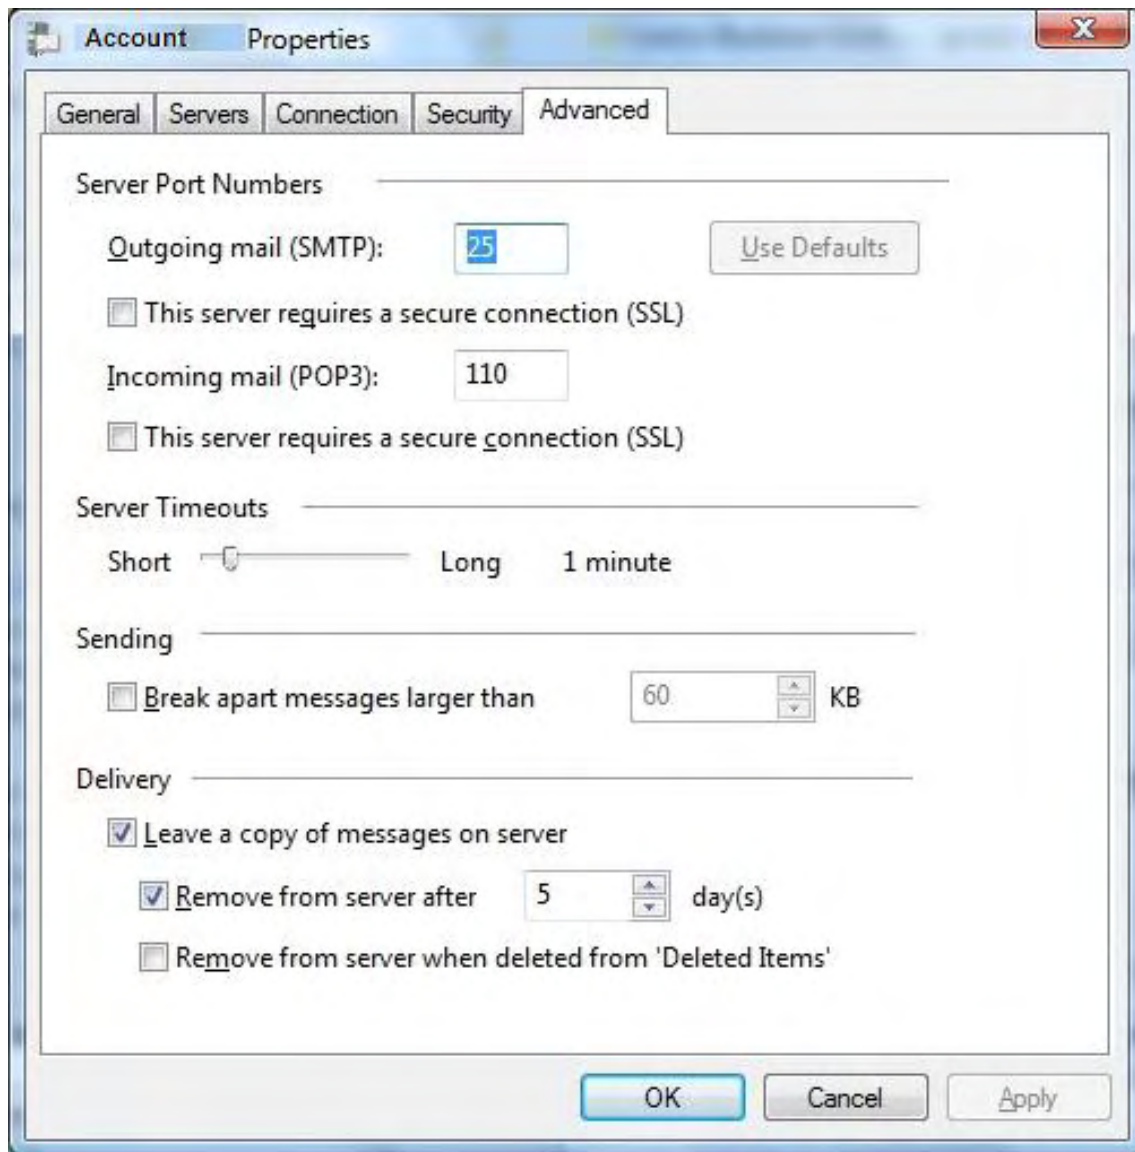 Account Properties
X
General Servers Connection Security Advanced
Server Port Numbers
Outgoing mail (SMTP): 25 Use Defaults
This server requires a secure connection (SSL)
Incoming mail (POP3): 110
This server requires a secure connection (SSL)
Server Timeouts
Short Long 1 minute
Sending
Break apart messages larger than 60 KB
Delivery
Leave a copy of messages on server
Remove from server after 5 day(s)
Remove from server when deleted from 'Deleted Items'
OK Cancel Apply